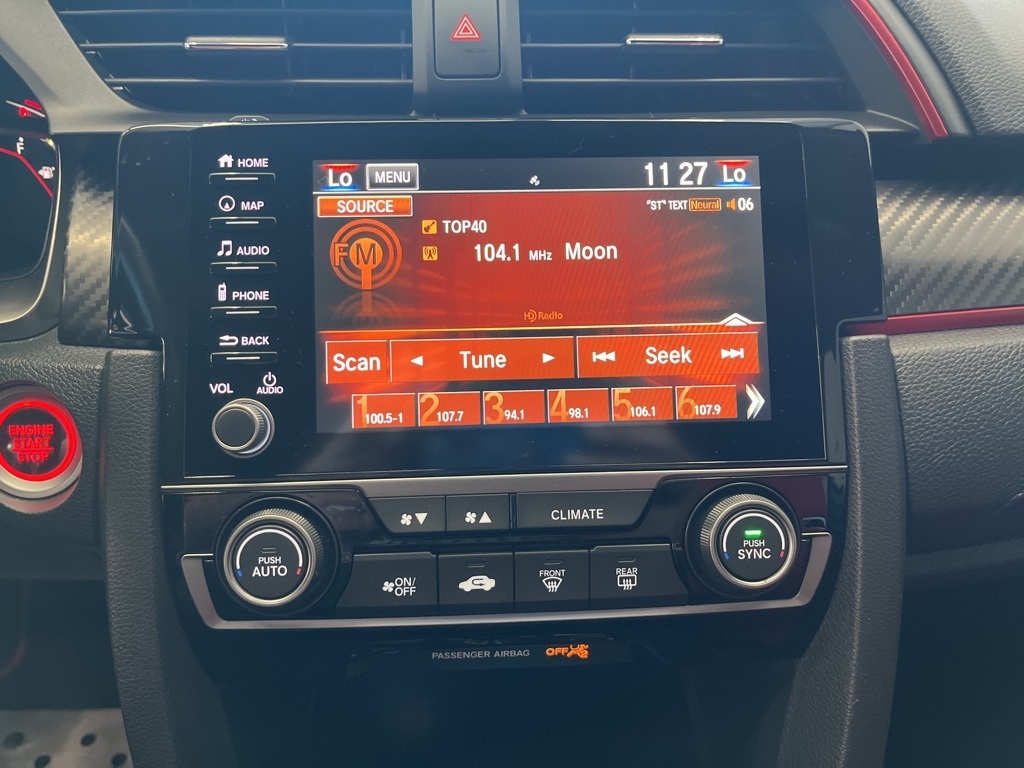 HOME
MAP
AUDIO
PHONE
BACK
VOL
AUDIO
Lo
MENU
11 27
Lo
SOURCE
"ST" TEXT
Neural
06
FM
TOP40
104.1 MHz Moon
HD Radio
Scan
Tune
Seek
1 100.5-1
2 107.7
3 94.1
4 98.1
5 106.1
6 107.9
ENGINE
START
STOP
CLIMATE
PUSH
AUTO
ON/
OFF
FRONT
REAR
PUSH
SYNC
PASSENGER AIRBAG
OFF
F